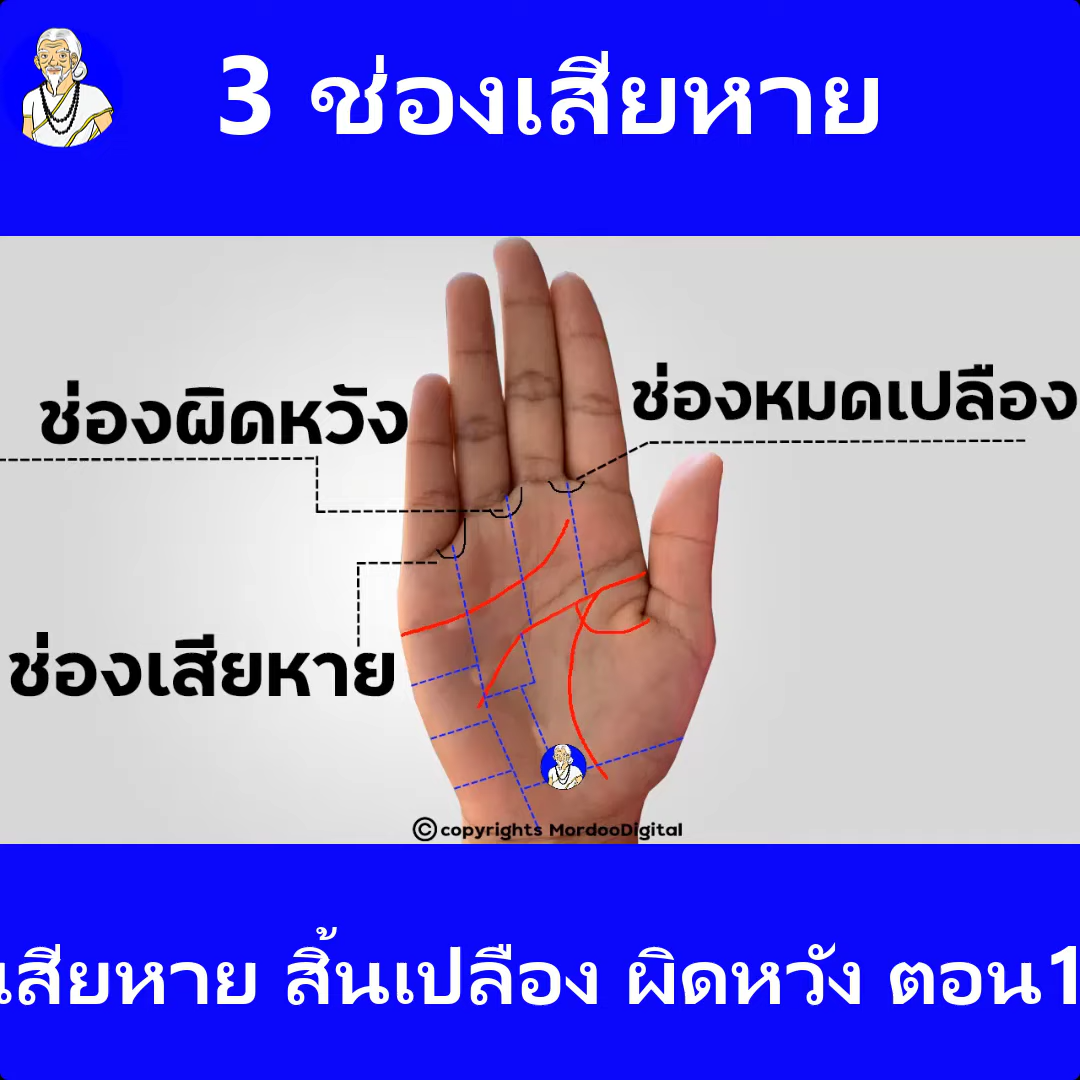 3 ช่องเสียหาย
ช่องหมดเปลือง
ช่องผิดหวัง
ช่องเสียหาย
© copyrights MordooDigital
เสียหาย สิ้นเปลือง ผิดหวัง ตอน1